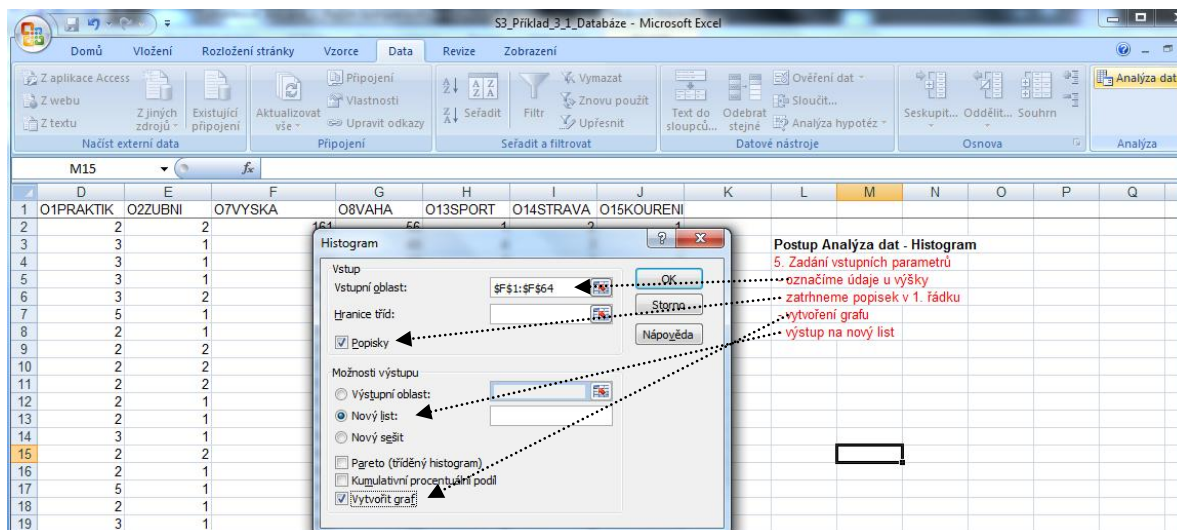 S3_Příklad_3_1_Databáze - Microsoft Excel
Domů Vložení Rozložení stránky Vzorce Data Revize Zobrazení
Z aplikace Access
Z webu
Z textu
Z jiných zdrojů
Existující připojení
Načíst externí data
Aktualizovat vše
Připojení
Vlastnosti
Upravit odkazy
Připojení
Seřadit
Filtr
Vymazat
Znovu použít
Upřesnit
Seřadit a filtrovat
Text do sloupců...
Odebrat stejné
Ověření dat
Sloučit...
Analýza hypotéz
Datové nástroje
Seskupit... Oddělit... Souhrn
Osnova
Analýza dat
Analýza
M15 fx
D E F G H I J K L M N O P Q
1 O1PRAKTIK O2ZUBNI O7VYSKA O8VAHA O13SPORT O14STRAVA O15KOURENI
2 2 2 161 56 1 2 1
3 3 1
4 3 1
5 3 1
6 3 2
7 5 1
8 2 1
9 2 2
10 2 2
11 2 2
12 2 1
13 2 1
14 3 1
15 2 2
16 2 1
17 5 1
18 2 1
19 3 1
Histogram
Vstup
Vstupní oblast: $F$1:$F$64
Hranice tříd:
Popisky
Možnosti výstupu
Výstupní oblast:
Nový list:
Nový sešit
Pareto (tříděný histogram)
Kumulativní procentuální podíl
Vytvořit graf
OK
Storno
Nápověda
Postup Analýza dat - Histogram
5. Zadání vstupních parametrů
- označíme údaje u výšky
- zatrhneme popisek v 1. řádku
- vytvoření grafu
- výstup na nový list